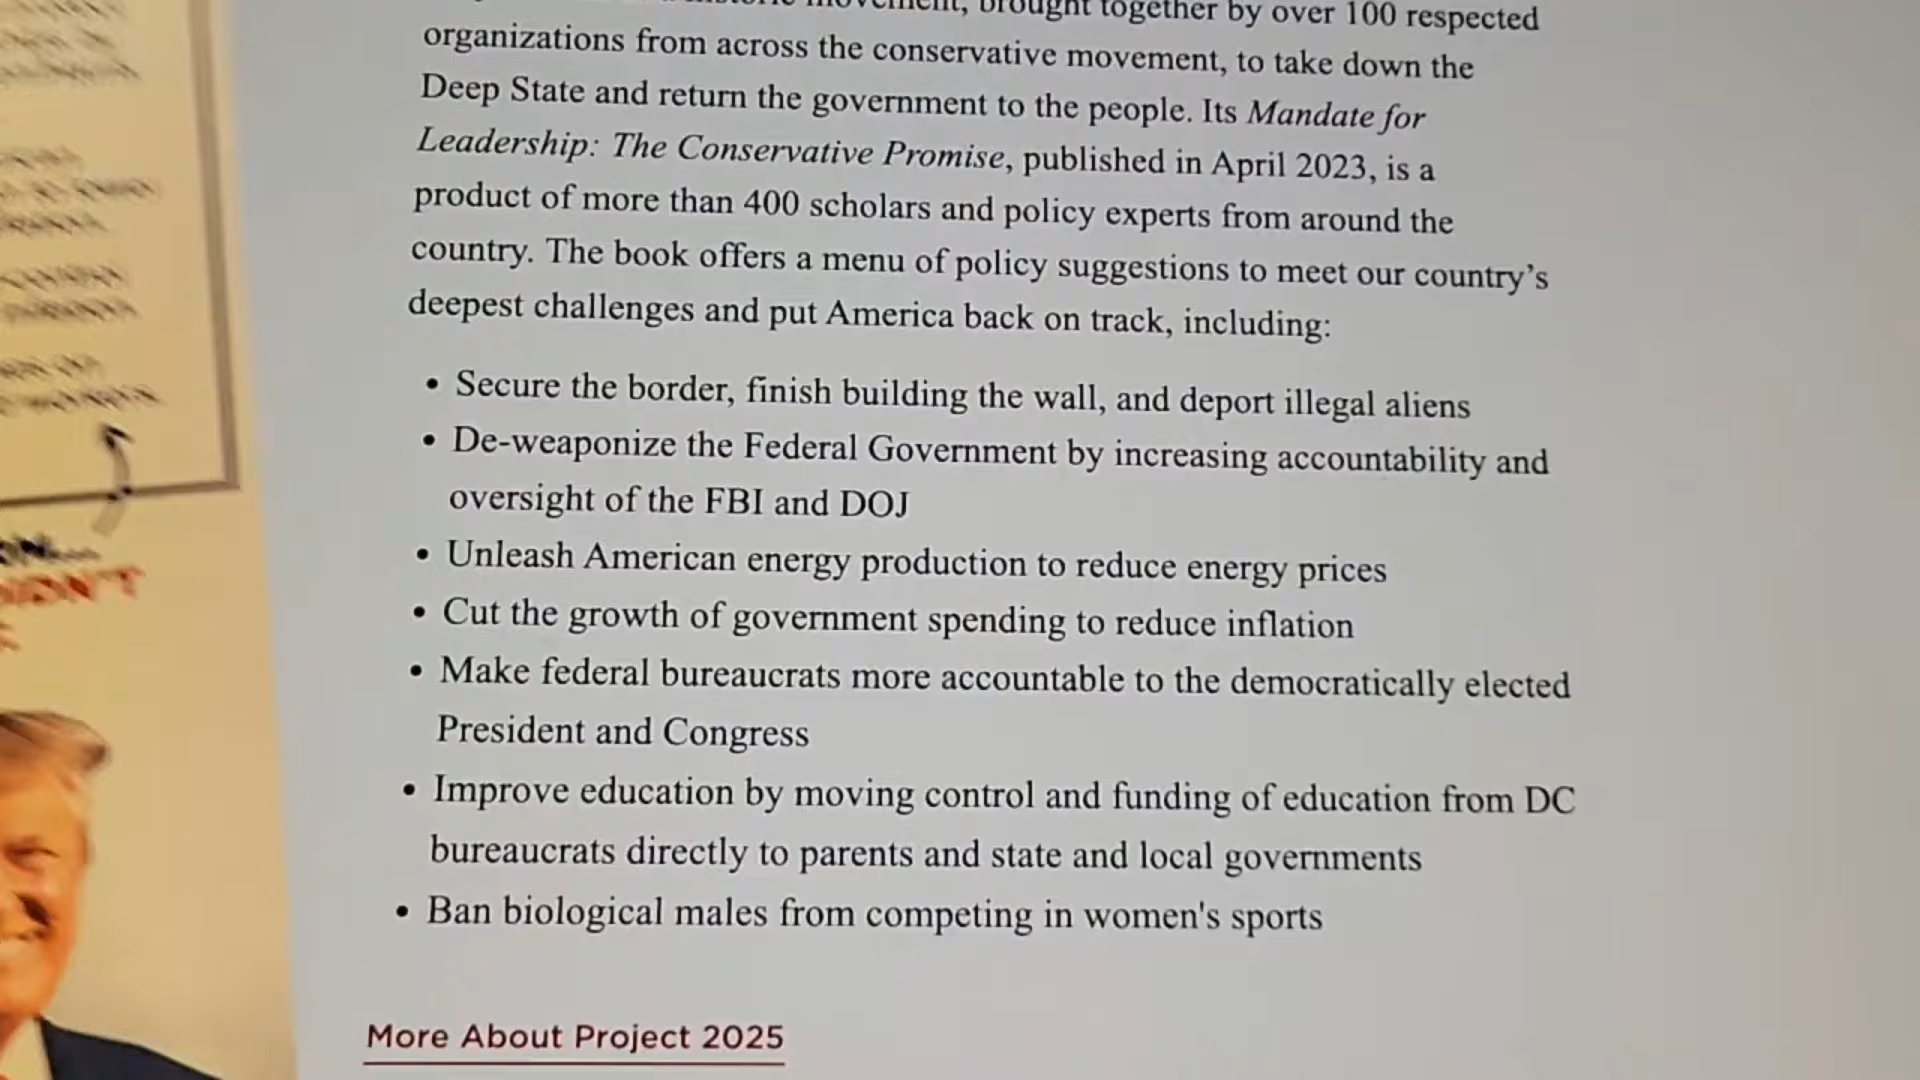 movement, brought together by over 100 respected
organizations from across the conservative movement, to take down the
Deep State and return the government to the people. Its Mandate for
Leadership: The Conservative Promise, published in April 2023, is a
product of more than 400 scholars and policy experts from around the
country. The book offers a menu of policy suggestions to meet our country’s
deepest challenges and put America back on track, including:
• Secure the border, finish building the wall, and deport illegal aliens
• De-weaponize the Federal Government by increasing accountability and
oversight of the FBI and DOJ
• Unleash American energy production to reduce energy prices
• Cut the growth of government spending to reduce inflation
• Make federal bureaucrats more accountable to the democratically elected
President and Congress
• Improve education by moving control and funding of education from DC
bureaucrats directly to parents and state and local governments
• Ban biological males from competing in women's sports
More About Project 2025